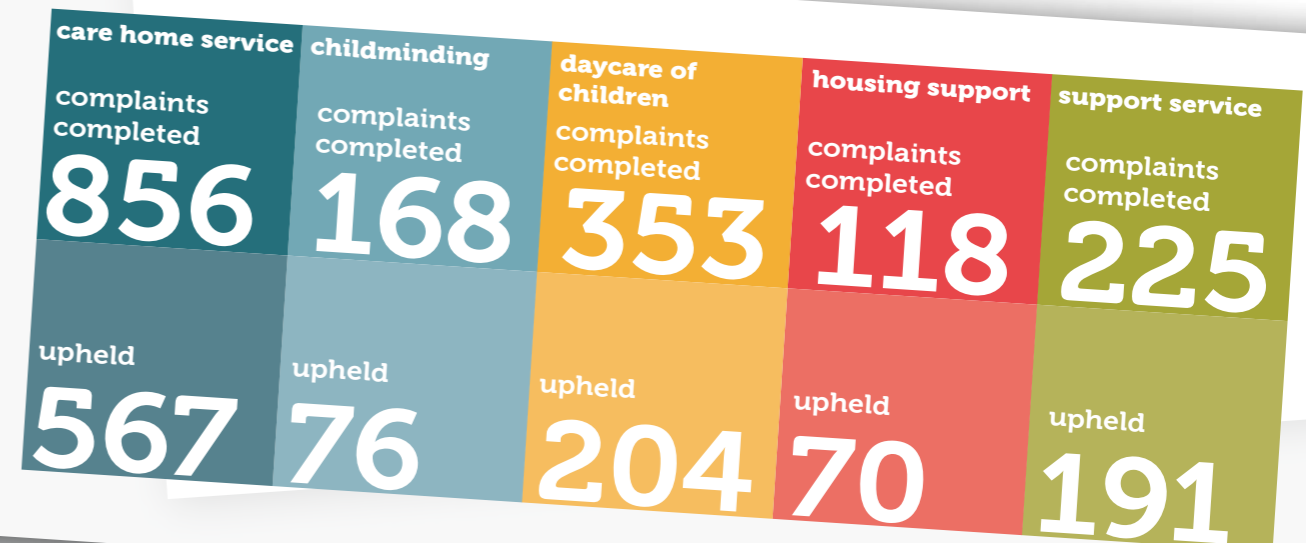 care home service
complaints
completed
856
upheld
567
childminding
complaints
completed
168
upheld
76
daycare of
children
complaints
completed
353
upheld
204
housing support
complaints
completed
118
upheld
70
support service
complaints
completed
225
upheld
191